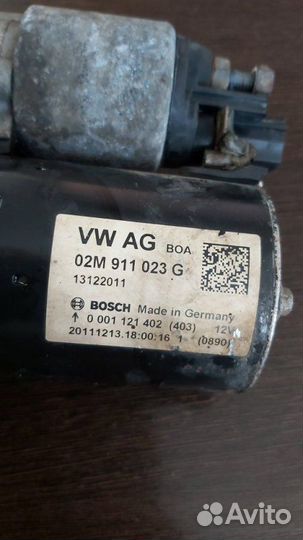 VW AG BOA
02M 911 023 G
13122011
BOSCH Made in Germany
0 001 121 402 (403) 12V
20111213.18:00:16 1 (0890)
Avito